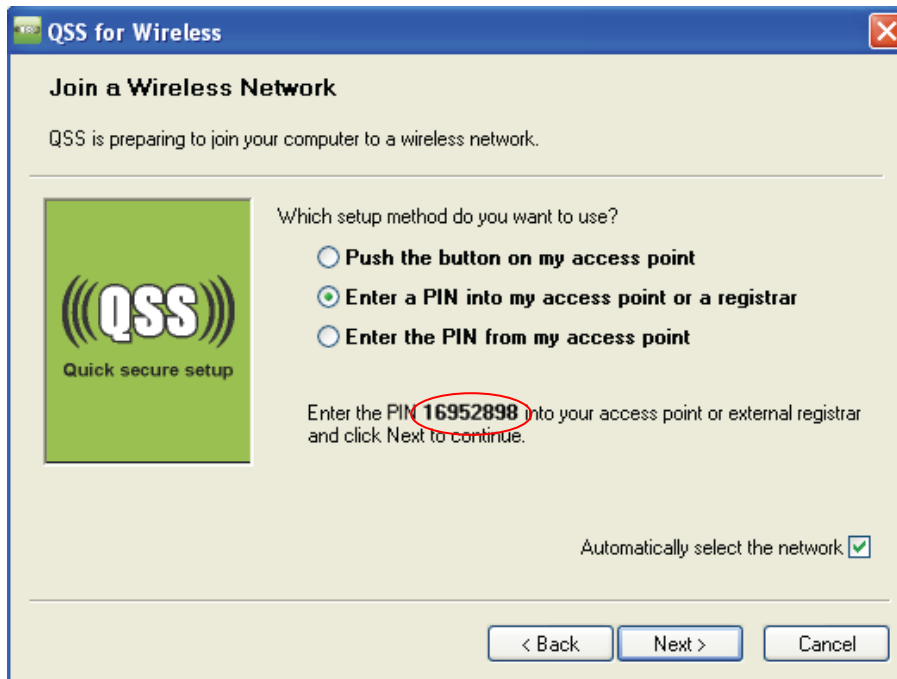 QSS for Wireless
Join a Wireless Network
QSS is preparing to join your computer to a wireless network.
Which setup method do you want to use?
Push the button on my access point
Enter a PIN into my access point or a registrar
Enter the PIN from my access point
(((QSS)))
Quick secure setup
Enter the PIN 16952898 into your access point or external registrar
and click Next to continue.
Automatically select the network
< Back
Next >
Cancel